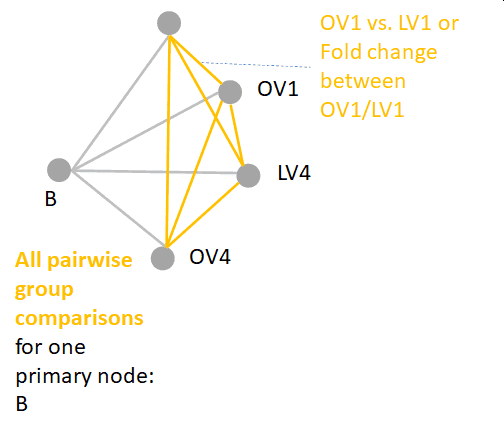 OV1 vs. LV1 or
Fold change
between
OV1/LV1
OV1
LV4
B
OV4
All pairwise
group
comparisons
for one
primary node:
B